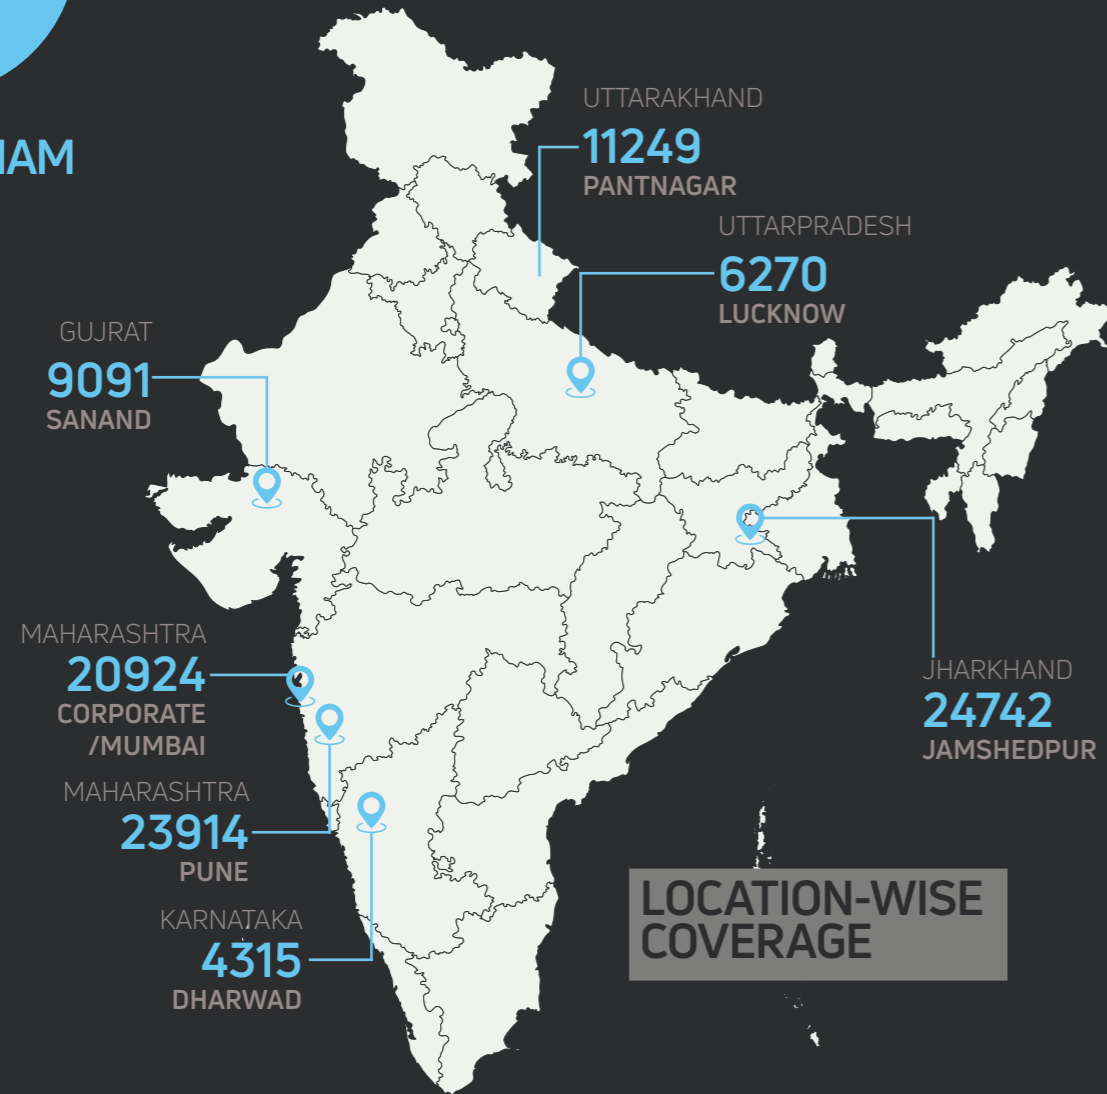 UTTARAKHAND
11249
PANTNAGAR
UTTARPRADESH
6270
LUCKNOW
GUJRAT
9091
SANAND
MAHARASHTRA
20924
CORPORATE
/MUMBAI
MAHARASHTRA
23914
PUNE
KARNATAKA
4315
DHARWAD
JHARKHAND
24742
JAMSHEDPUR
LOCATION-WISE
COVERAGE